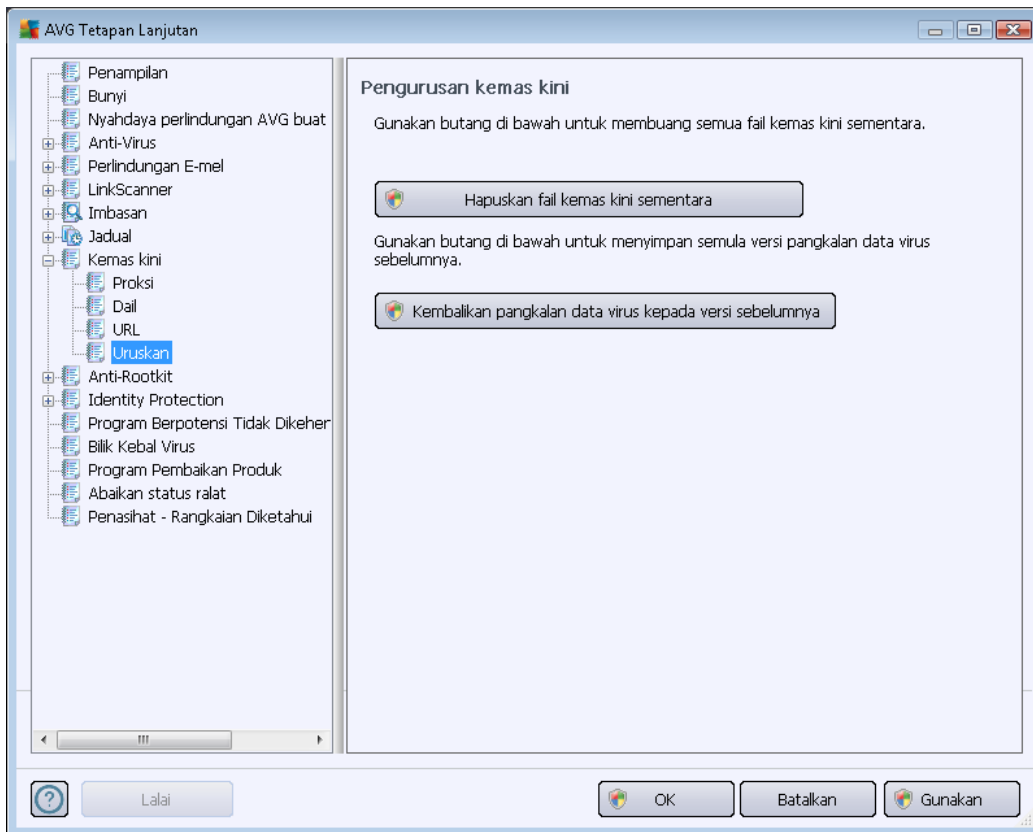 AVG Tetapan Lanjutan
Penampilan
Bunyi
Nyahdaya perlindungan AVG buat
Anti-Virus
Perlindungan E-mel
LinkScanner
Imbasan
Jadual
Kemas kini
Proksi
Dail
URL
Uruskan
Anti-Rootkit
Identity Protection
Program Berpotensi Tidak Dikeher
Bilik Kebal Virus
Program Pembaikan Produk
Abaikan status ralat
Penasihat - Rangkaian Diketahui
Pengurusan kemas kini
Gunakan butang di bawah untuk membuang semua fail kemas kini sementara.
Hapuskan fail kemas kini sementara
Gunakan butang di bawah untuk menyimpan semula versi pangkalan data virus
sebelumnya.
Kembalikan pangkalan data virus kepada versi sebelumnya
Lalai
OK
Batalkan
Gunakan